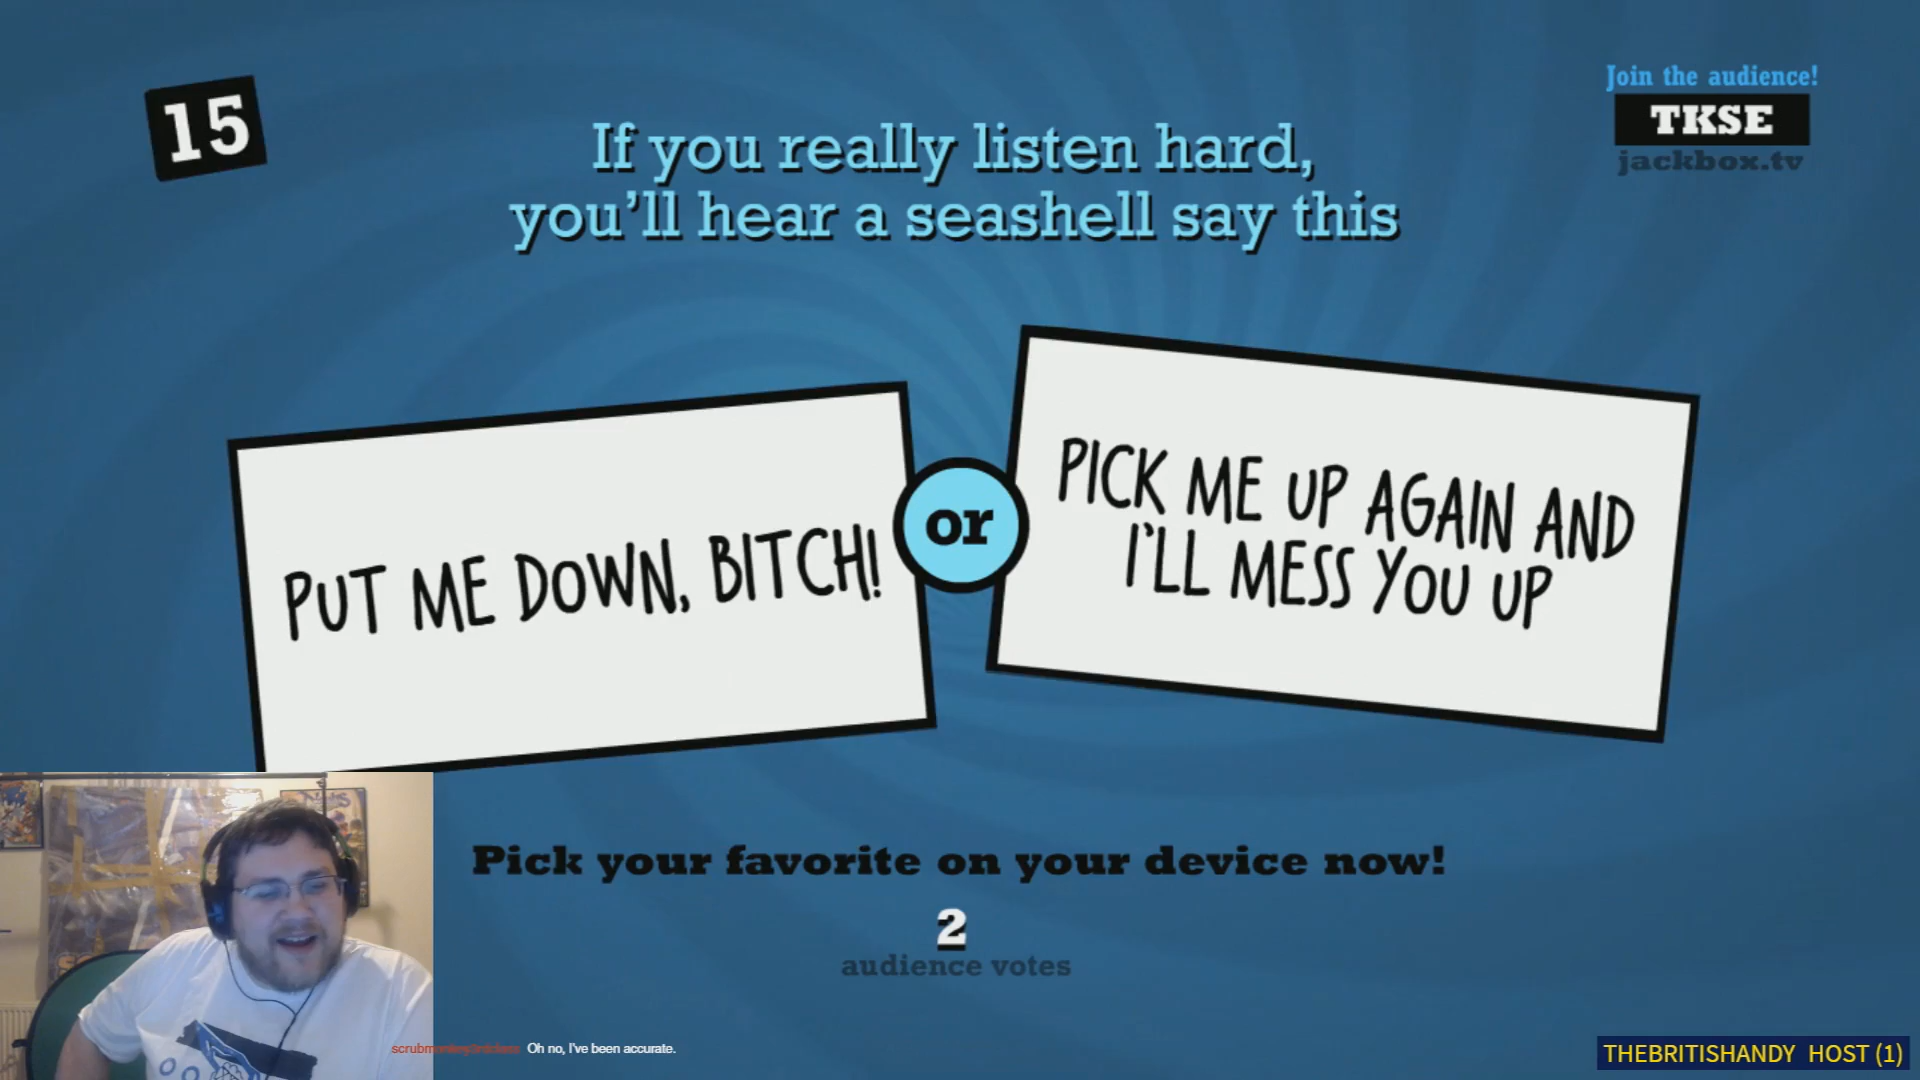 15
Join the audience!
TKSE
jackbox.tv
If you really listen hard,
you'll hear a seashell say this
PUT ME DOWN, BITCH!
or
PICK ME UP AGAIN AND
I'LL MESS YOU UP
Pick your favorite on your device now!
2
audience votes
Oh no, I've been accurate.
THEBRITISHANDY HOST (1)